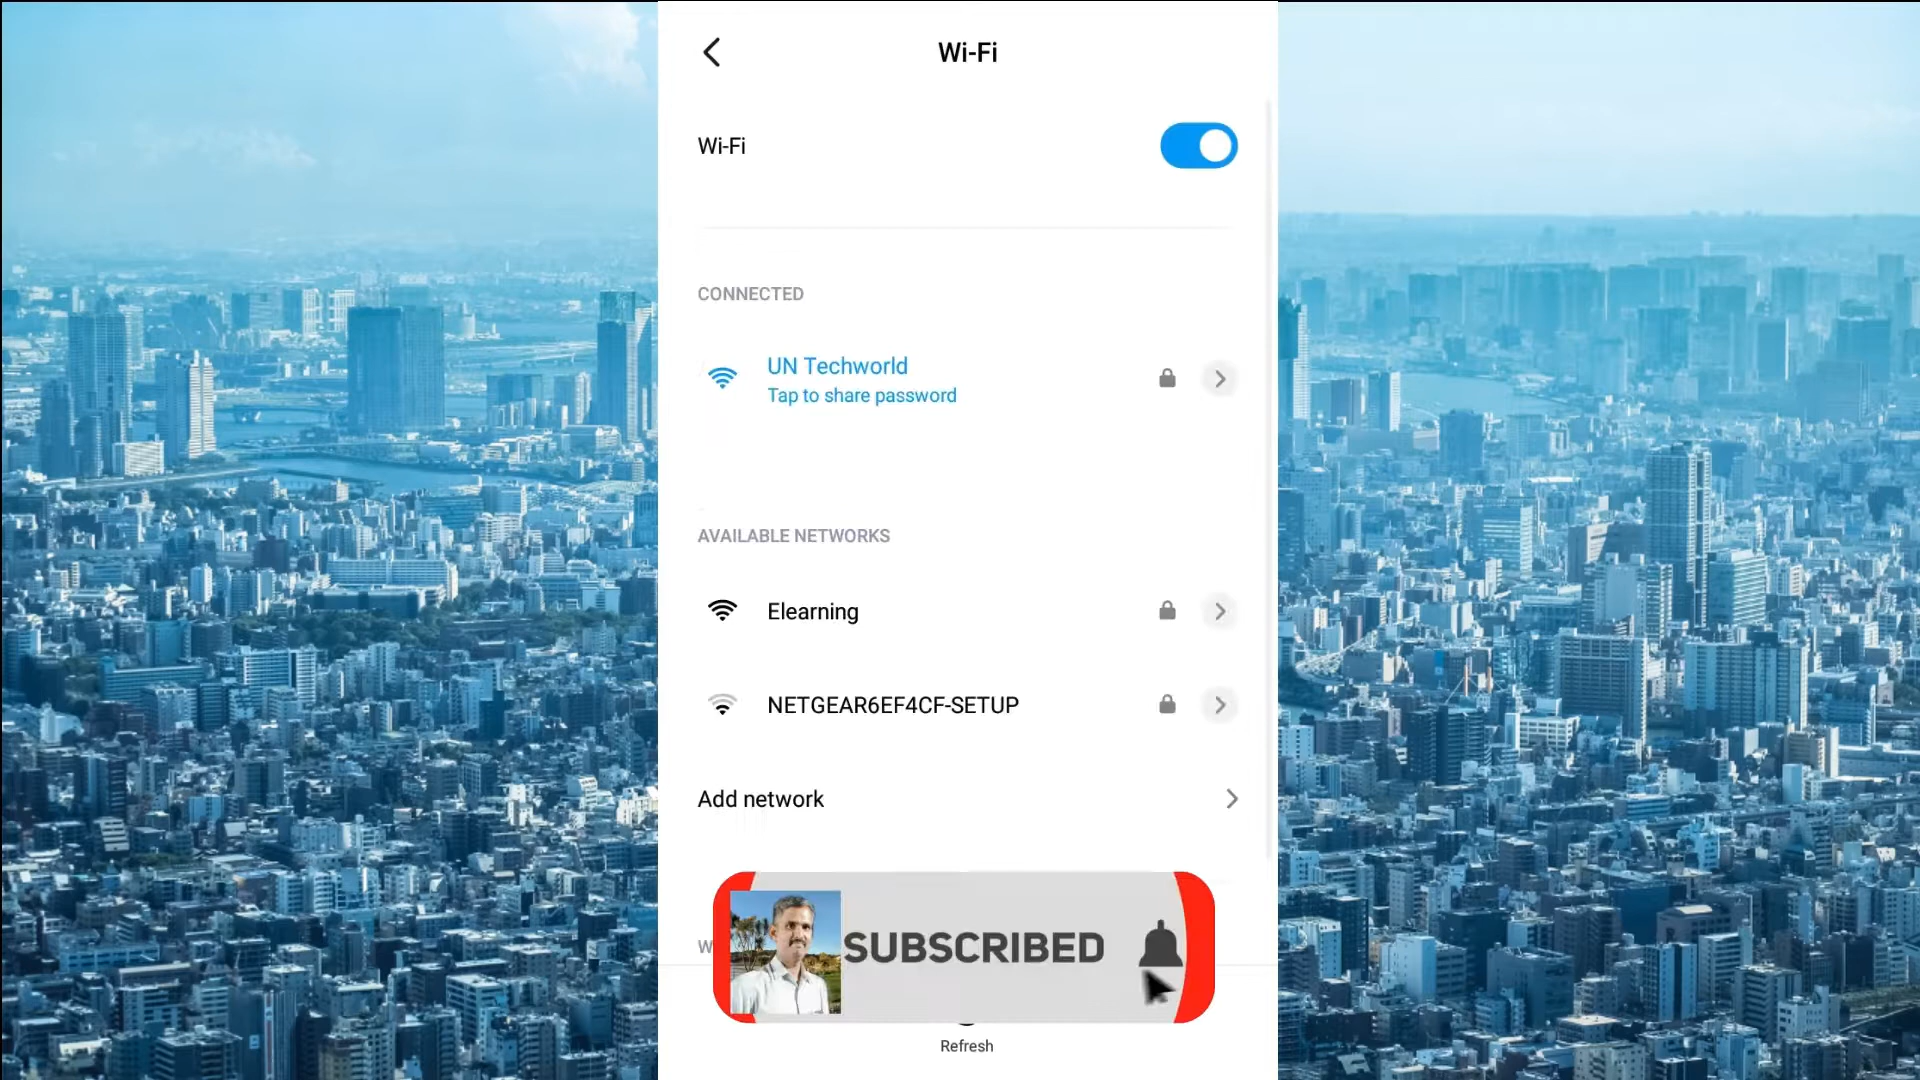 Wi-Fi
Wi-Fi
CONNECTED
UN Techworld
Tap to share password
AVAILABLE NETWORKS
Elearning
NETGEAR6EF4CF-SETUP
Add network
SUBSCRIBED
Refresh